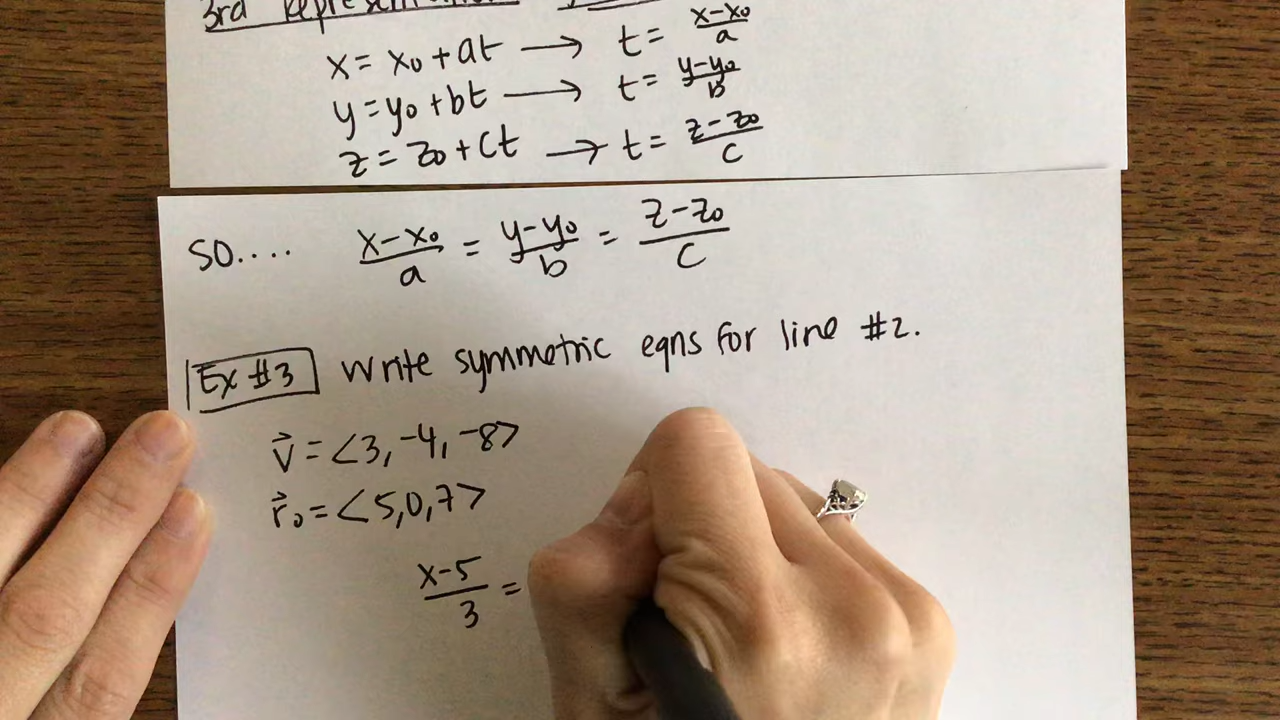 3rd
x = x₀ + at → t = (x-x₀)/a
y = y₀ + bt → t = (y-y₀)/b
z = z₀ + ct → t = (z-z₀)/c
SO.... (x-x₀)/a = (y-y₀)/b = (z-z₀)/c
Ex #3 Write symmetric eqns for line #2.
v⃗ = <3, -4, -8>
r⃗₀ = <5, 0, 7>
(x-5)/3 =